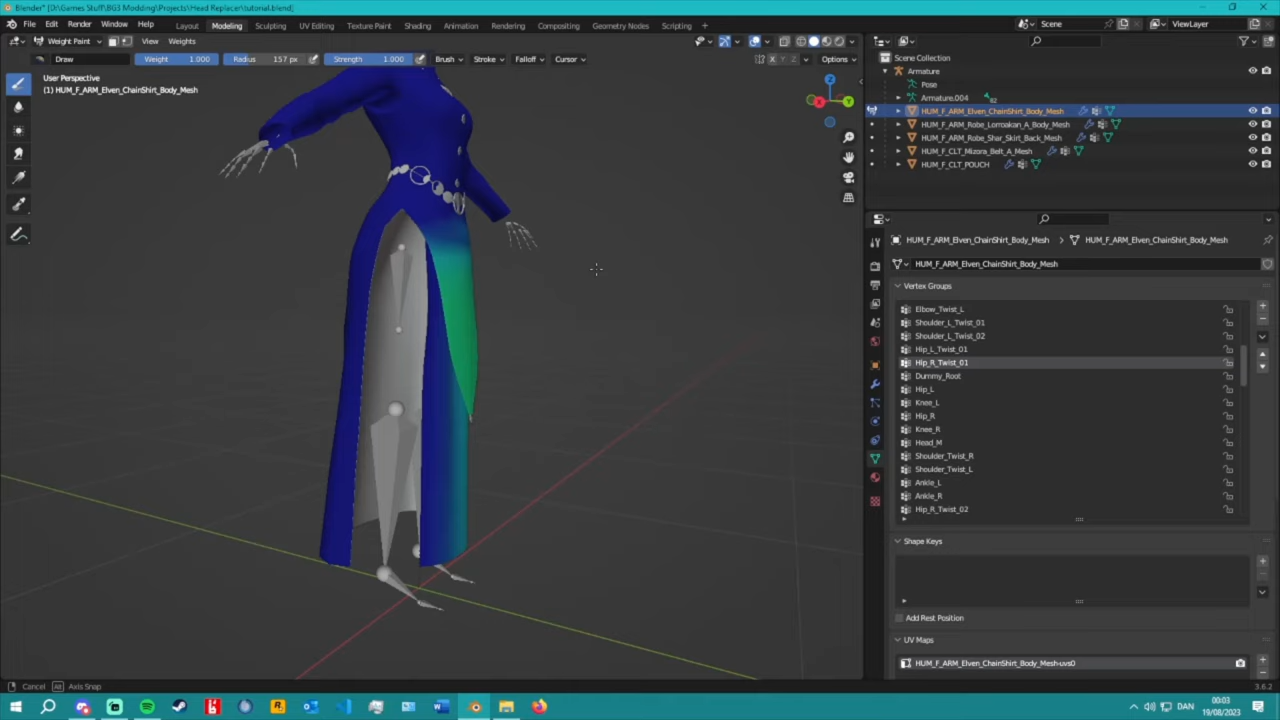 Blender* [D:\Games Stuff\BG3 Modding\Projects\Head Replacer\tutorial.blend]
File Edit Render Window Help Layout Modeling Sculpting UV Editing Texture Paint Shading Animation Rendering Compositing Geometry Nodes Scripting + Scene ViewLayer
Weight Paint View Weights
Draw Weight 1.000 Radius 157 px Strength 1.000 Brush Stroke Falloff Cursor X Y Z Options
User Perspective
(1) HUM_F_ARM_Elven_ChainShirt_Body_Mesh
Scene Collection
Armature
Pose
Armature.004
HUM_F_ARM_Elven_ChainShirt_Body_Mesh
HUM_F_ARM_Robe_Lorroakan_A_Body_Mesh
HUM_F_ARM_Robe_Shar_Skirt_Back_Mesh
HUM_F_CLT_Mizora_Belt_A_Mesh
HUM_F_CLT_POUCH
HUM_F_ARM_Elven_ChainShirt_Body_Mesh > HUM_F_ARM_Elven_ChainShirt_Body_Mesh
HUM_F_ARM_Elven_ChainShirt_Body_Mesh
Vertex Groups
Elbow_Twist_L
Shoulder_L_Twist_01
Shoulder_L_Twist_02
Hip_L_Twist_01
Hip_R_Twist_01
Dummy_Root
Hip_L
Knee_L
Hip_R
Knee_R
Head_M
Shoulder_Twist_R
Shoulder_Twist_L
Ankle_L
Ankle_R
Hip_R_Twist_02
Shape Keys
Add Rest Position
UV Maps
HUM_F_ARM_Elven_ChainShirt_Body_Mesh-uvs0
Cancel Alt Axis Snap 3.6.2
DAN 00:03
19/08/2023